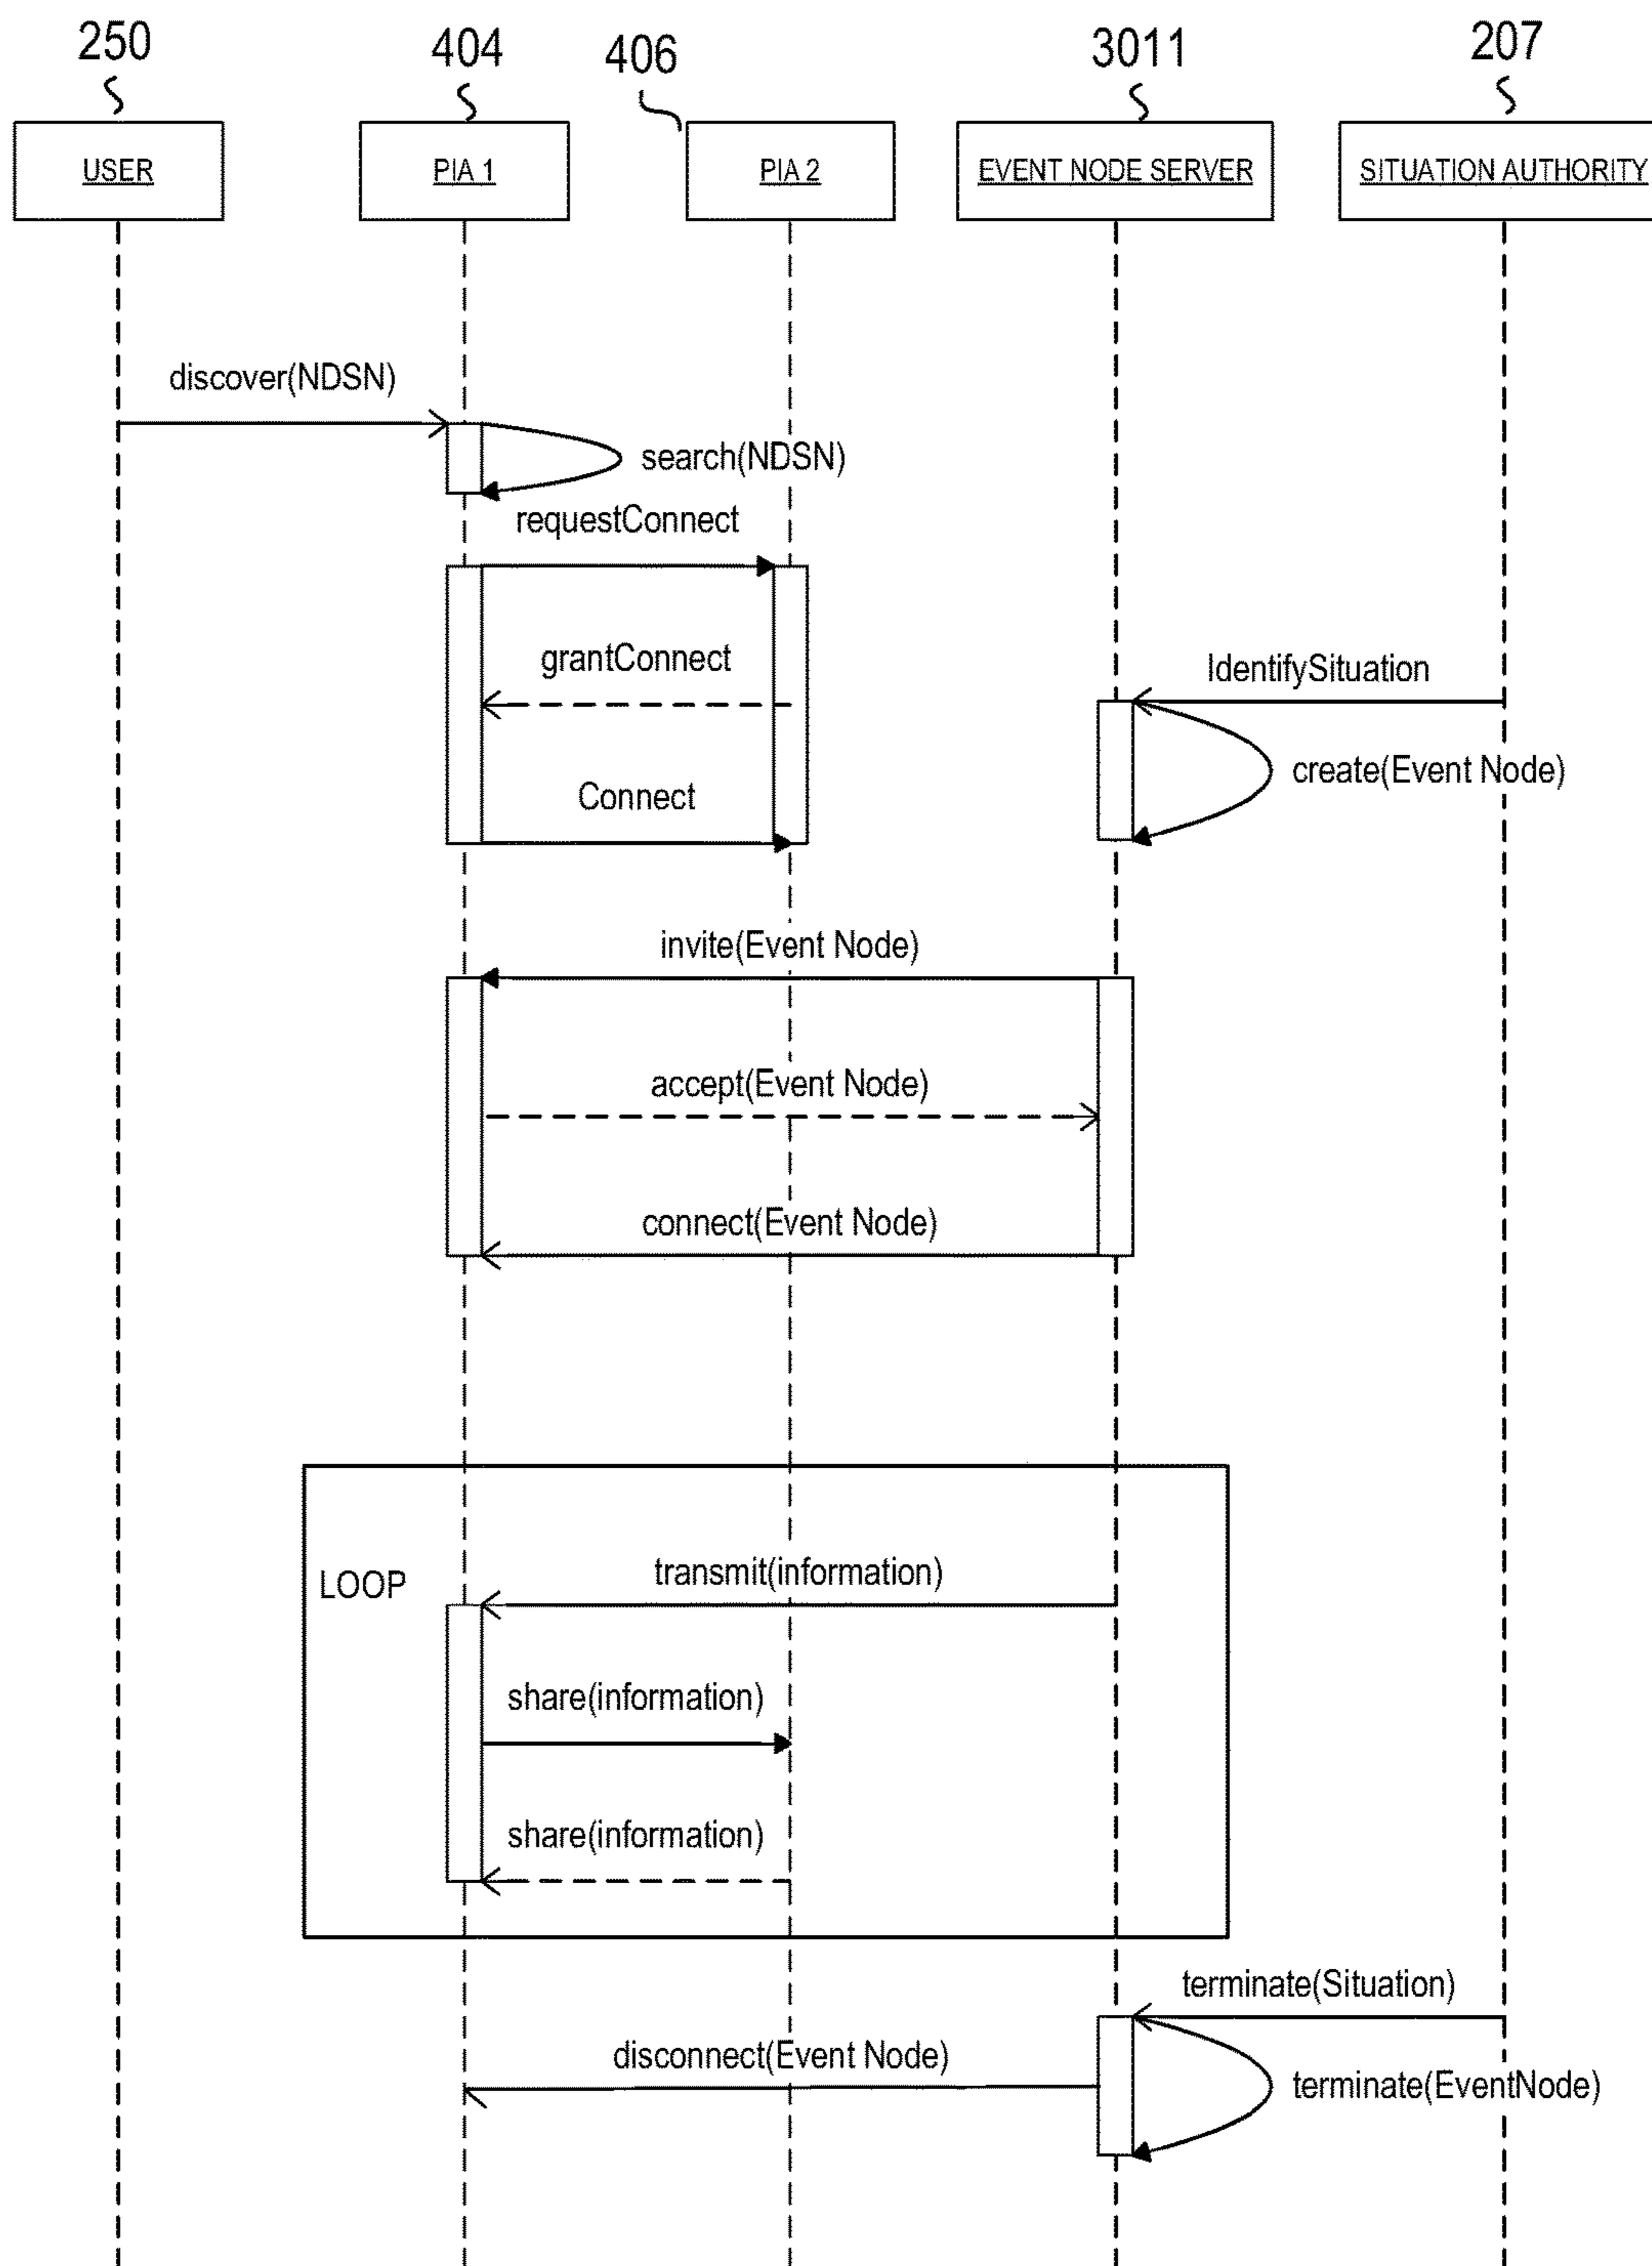 250
404
406
3011
207
USER
PIA 1
PIA 2
EVENT NODE SERVER
SITUATION AUTHORITY
discover(NDSN)
search(NDSN)
requestConnect
grantConnect
IdentifySituation
create(Event Node)
Connect
invite(Event Node)
accept(Event Node)
connect(Event Node)
LOOP
transmit(information)
share(information)
share(information)
terminate(Situation)
disconnect(Event Node)
terminate(EventNode)